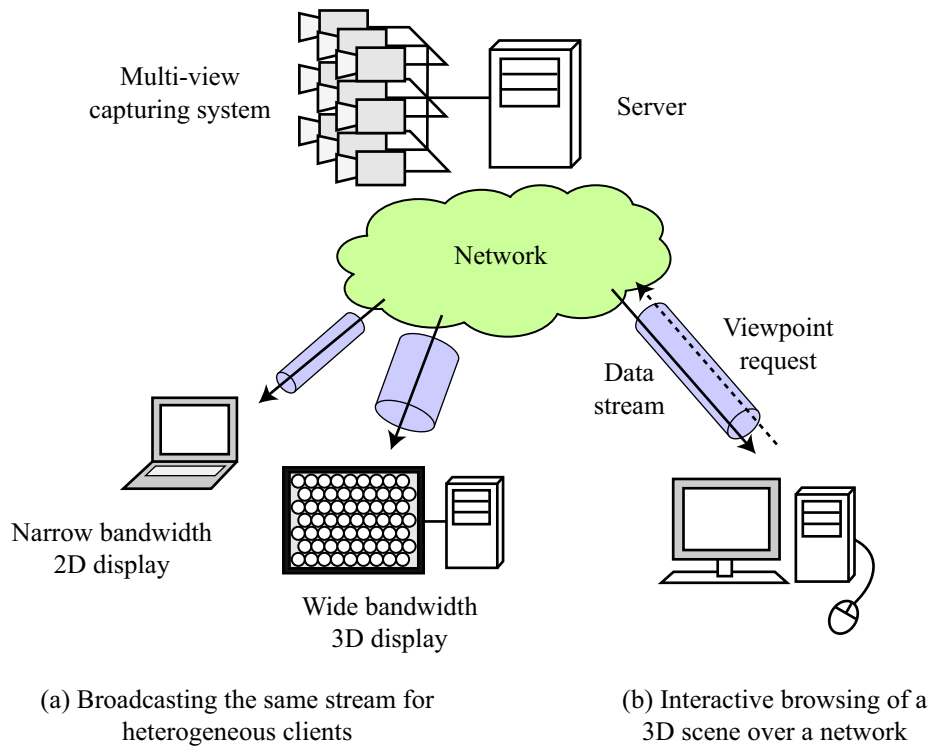 Multi-view
capturing system
Server
Network
Viewpoint
request
Data
stream
Narrow bandwidth
2D display
Wide bandwidth
3D display
(a) Broadcasting the same stream for
heterogeneous clients
(b) Interactive browsing of a
3D scene over a network